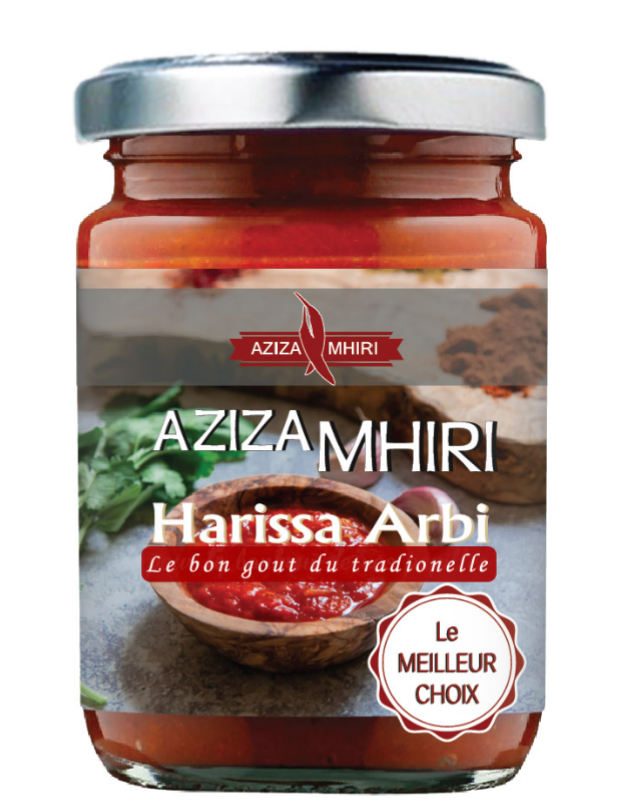 AZIZA MHIRI
AZIZA MHIRI
Harissa Arbi
Le bon gout du tradionelle
Le
MEILLEUR
CHOIX